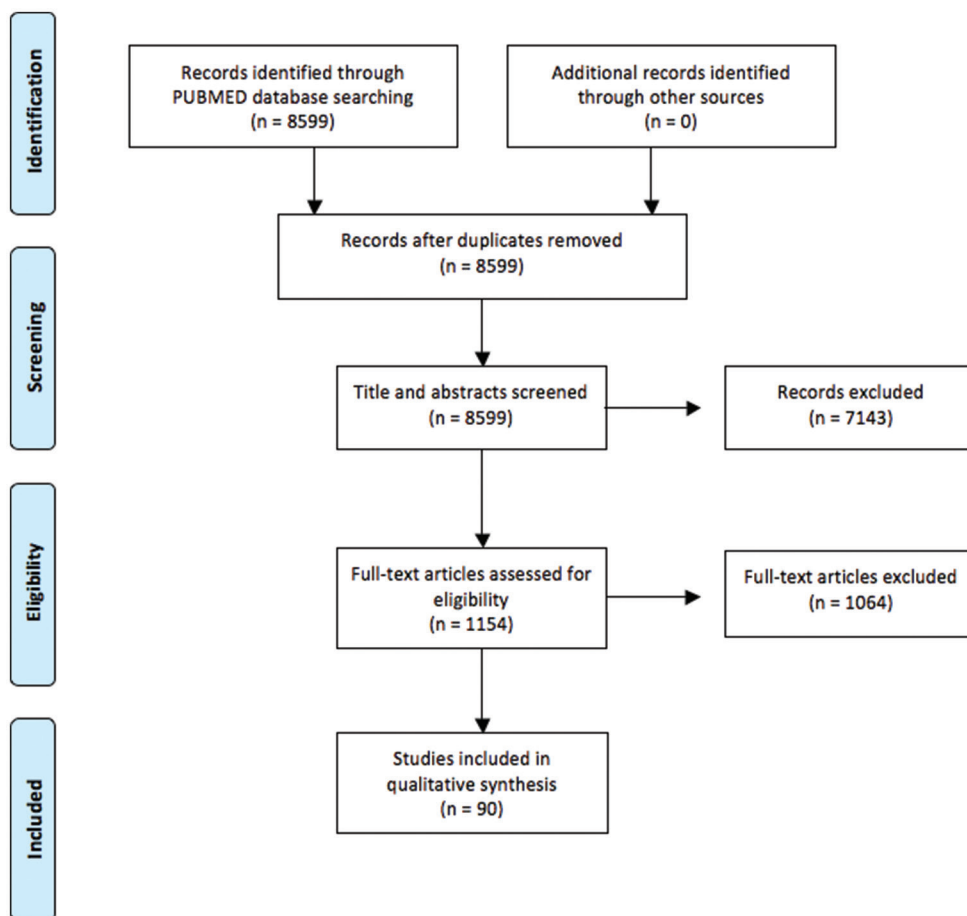 Identification
Records identified through
PUBMED database searching
(n = 8599)
Additional records identified
through other sources
(n = 0)
Records after duplicates removed
(n = 8599)
Screening
Title and abstracts screened
(n = 8599)
Records excluded
(n = 7143)
Eligibility
Full-text articles assessed for
eligibility
(n = 1154)
Full-text articles excluded
(n = 1064)
Included
Studies included in
qualitative synthesis
(n = 90)